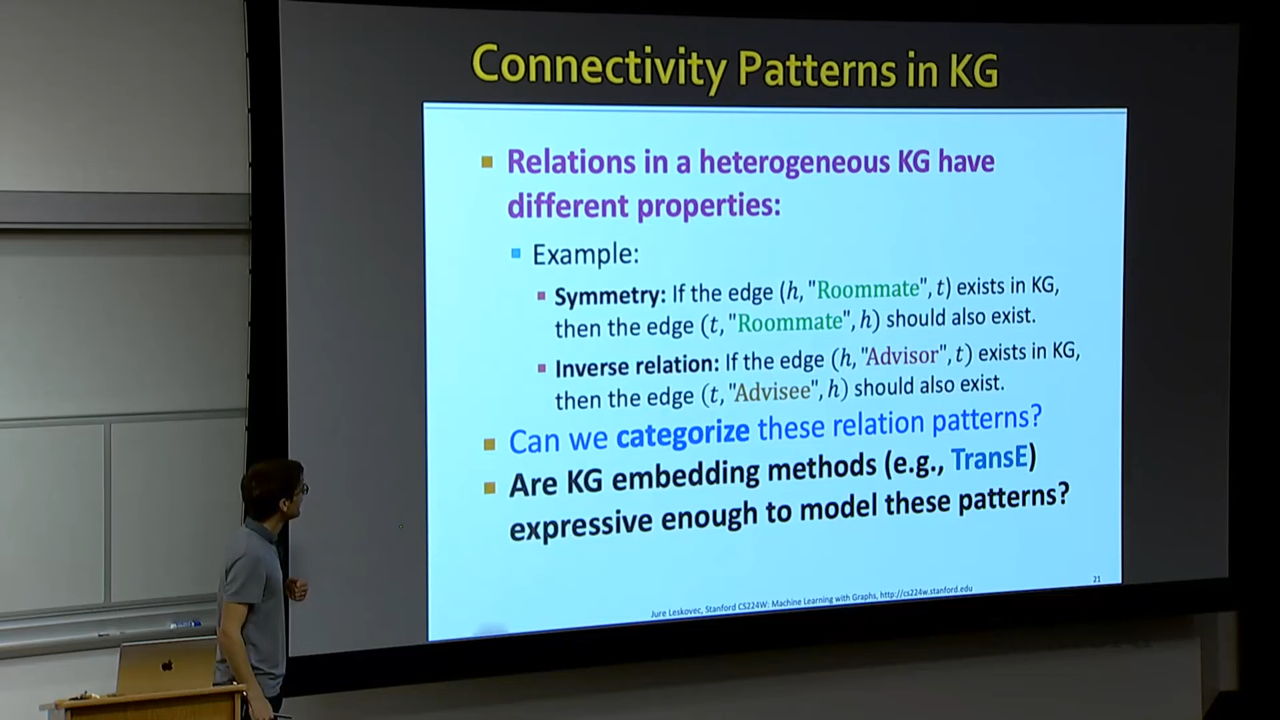 Connectivity Patterns in KG
Relations in a heterogeneous KG have
different properties:
Example:
Symmetry: If the edge (h, "Roommate", t) exists in KG,
then the edge (t, "Roommate", h) should also exist.
Inverse relation: If the edge (h, "Advisor", t) exists in KG,
then the edge (t, "Advisee", h) should also exist.
Can we categorize these relation patterns?
Are KG embedding methods (e.g., TransE)
expressive enough to model these patterns?
Jure Leskovec, Stanford CS224W: Machine Learning with Graphs, http://cs224w.stanford.edu
21